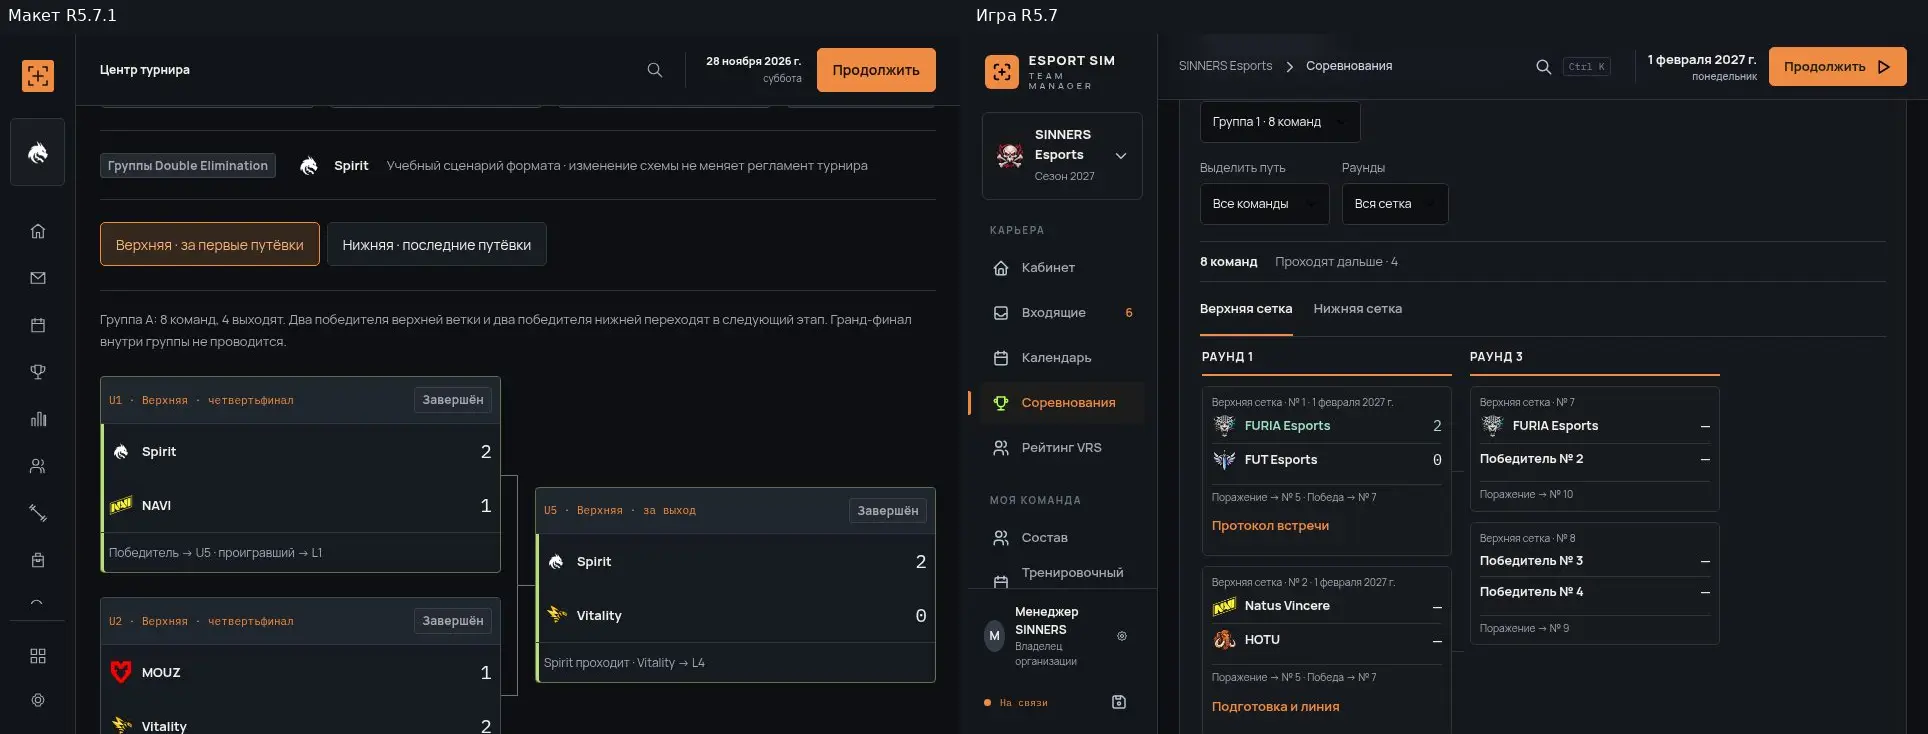 Макет R5.7.1
Центр турнира
28 ноября 2026 г.
суббота
Продолжить
Группы Double Elimination
Spirit
Учебный сценарий формата · изменение схемы не меняет регламент турнира
Верхняя · за первые путёвки
Нижняя · последние путёвки
Группа А: 8 команд, 4 выходят. Два победителя верхней ветки и два победителя нижней переходят в следующий этап. Гранд-финал
внутри группы не проводится.
U1 · Верхняя · четвертьфинал
Завершён
Spirit
2
NAVI
1
Победитель → U5 · проигравший → L1
U2 · Верхняя · четвертьфинал
Завершён
MOUZ
1
Vitality
2
U5 · Верхняя · за выход
Завершён
Spirit
2
Vitality
0
Spirit проходит · Vitality → L4
Игра R5.7
ESPORT SIM
TEAM
MANAGER
SINNERS
Esports
Сезон 2027
КАРЬЕРА
Кабинет
Входящие
6
Календарь
Соревнования
Рейтинг VRS
МОЯ КОМАНДА
Состав
Тренировочный
M
Менеджер
SINNERS
Владелец
организации
На связи
SINNERS Esports
Соревнования
Ctrl K
1 февраля 2027 г.
понедельник
Продолжить
Группа 1 · 8 команд
Выделить путь
Раунды
Все команды
Вся сетка
8 команд
Проходят дальше · 4
Верхняя сетка
Нижняя сетка
РАУНД 1
Верхняя сетка · № 1 · 1 февраля 2027 г.
FURIA Esports
2
FUT Esports
0
Поражение → № 5 · Победа → № 7
Протокол встречи
Верхняя сетка · № 2 · 1 февраля 2027 г.
Natus Vincere
–
HOTU
–
Поражение → № 5 · Победа → № 7
Подготовка и линия
РАУНД 3
Верхняя сетка · № 7
FURIA Esports
–
Победитель № 2
–
Поражение → № 10
Верхняя сетка · № 8
Победитель № 3
–
Победитель № 4
–
Поражение → № 9